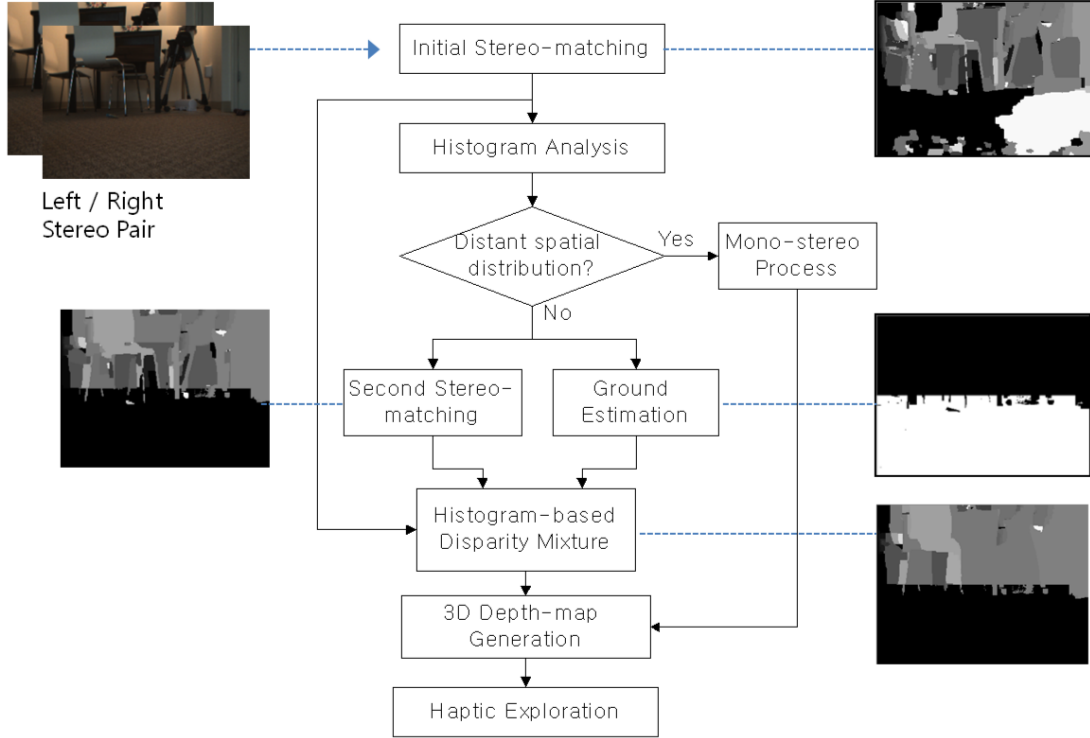 Initial Stereo-matching
Left / Right
Stereo Pair
Histogram Analysis
Distant spatial
distribution?
Yes
Mono-stereo
Process
No
Second Stereo-
matching
Ground
Estimation
Histogram-based
Disparity Mixture
3D Depth-map
Generation
Haptic Exploration